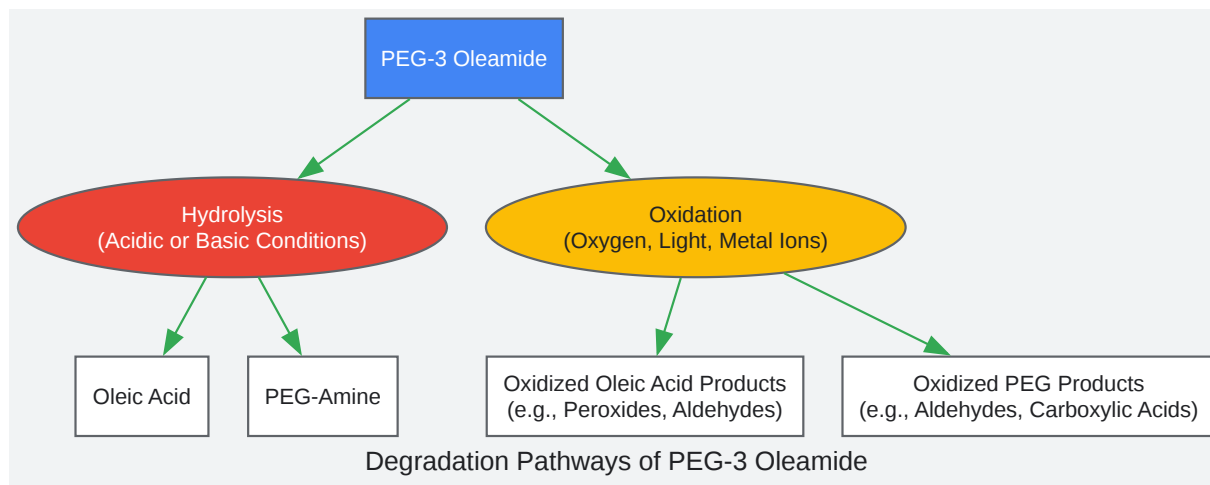 PEG-3 Oleamide
Hydrolysis
(Acidic or Basic Conditions)
Oxidation
(Oxygen, Light, Metal Ions)
Oleic Acid
PEG-Amine
Oxidized Oleic Acid Products
(e.g., Peroxides, Aldehydes)
Oxidized PEG Products
(e.g., Aldehydes, Carboxylic Acids)
Degradation Pathways of PEG-3 Oleamide